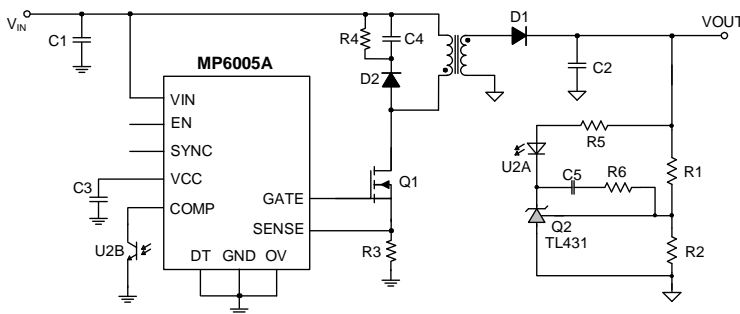 VIN
C1
R4
C4
D1
VOUT
MP6005A
D2
C2
VIN
EN
SYNC
VCC
COMP
GATE
SENSE
DT GND OV
Q1
R3
C3
U2B
U2A
R5
C5
R6
R1
Q2
TL431
R2